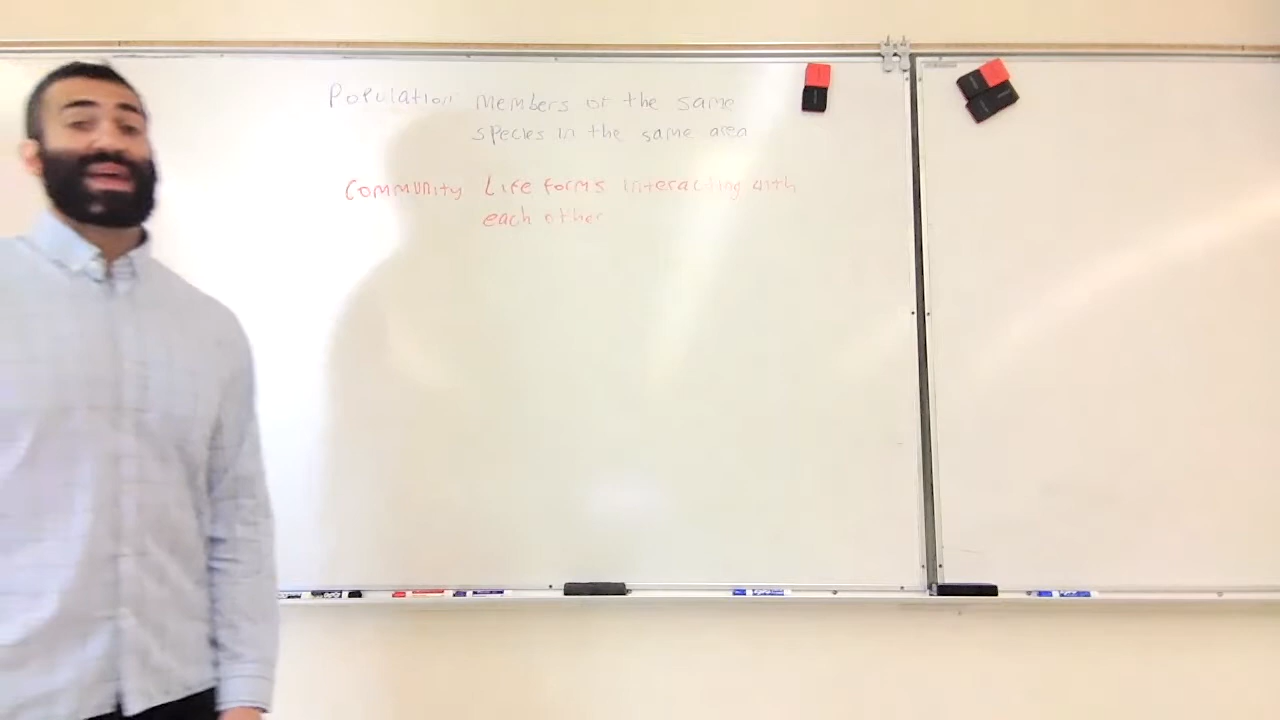 Population Members of the same
species in the same area
Community Life forms interacting with
each other